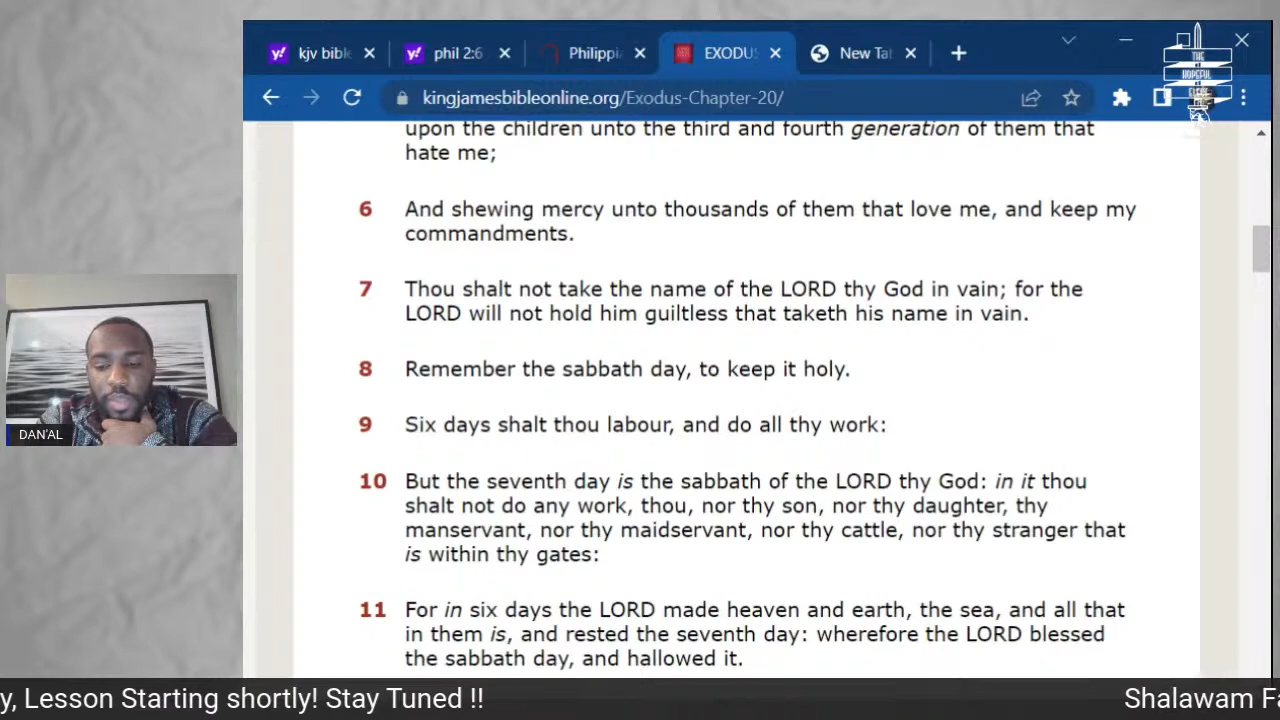 kjv bibl
phil 2:6
Philippi
EXODU
New Ta
THE
HOPEFUL
kingjamesbibleonline.org/Exodus-Chapter-20/
upon the children unto the third and fourth generation of them that
hate me;
6 And shewing mercy unto thousands of them that love me, and keep my
commandments.
7 Thou shalt not take the name of the LORD thy God in vain; for the
LORD will not hold him guiltless that taketh his name in vain.
8 Remember the sabbath day, to keep it holy.
9 Six days shalt thou labour, and do all thy work:
10 But the seventh day is the sabbath of the LORD thy God: in it thou
shalt not do any work, thou, nor thy son, nor thy daughter, thy
manservant, nor thy maidservant, nor thy cattle, nor thy stranger that
is within thy gates:
11 For in six days the LORD made heaven and earth, the sea, and all that
in them is, and rested the seventh day: wherefore the LORD blessed
the sabbath day, and hallowed it.
DAN'AL
y, Lesson Starting shortly! Stay Tuned !!
Shalawam Fa